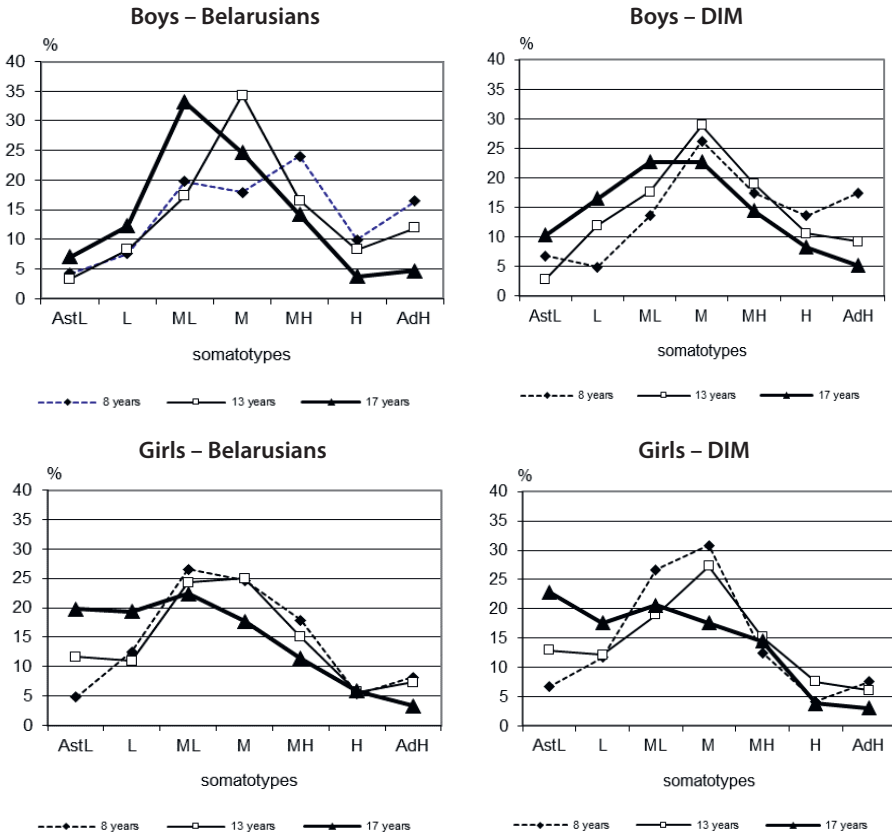 Boys – Belarusians
%
40
35
30
25
20
15
10
5
0
AstL L ML M MH H AdH
somatotypes
8 years 13 years 17 years
Boys – DIM
%
40
35
30
25
20
15
10
5
0
AstL L ML M MH H AdH
somatotypes
8 years 13 years 17 years
Girls – Belarusians
%
40
35
30
25
20
15
10
5
0
AstL L ML M MH H AdH
somatotypes
8 years 13 years 17 years
Girls – DIM
%
40
35
30
25
20
15
10
5
0
AstL L ML M MH H AdH
somatotypes
8 years 13 years 17 years